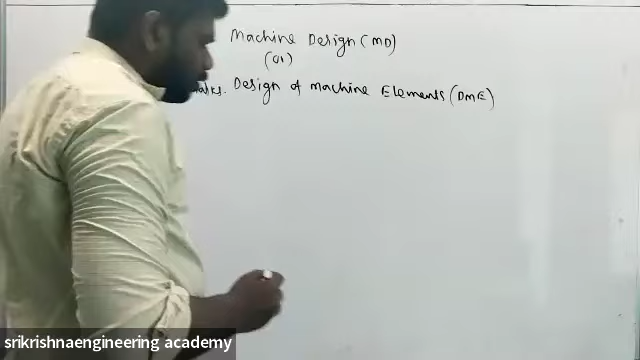 Machine Design (MD)
(or)
Design of Machine Elements (DME)
srikrishnaengineering academy